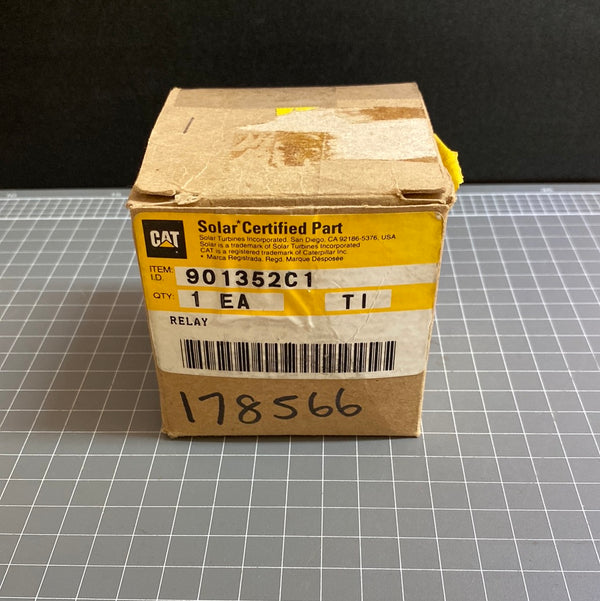 CAT
Solar* Certified Part
Solar Turbines Incorporated, San Diego, CA 92186-5376, USA
Solar is a trademark of Solar Turbines Incorporated
CAT is a registered trademark of Caterpillar Inc.
* Marca Registrada. Regd. Marque Desposée
ITEM: I.D. 901352C1
QTY: 1 EA TI
RELAY
178566